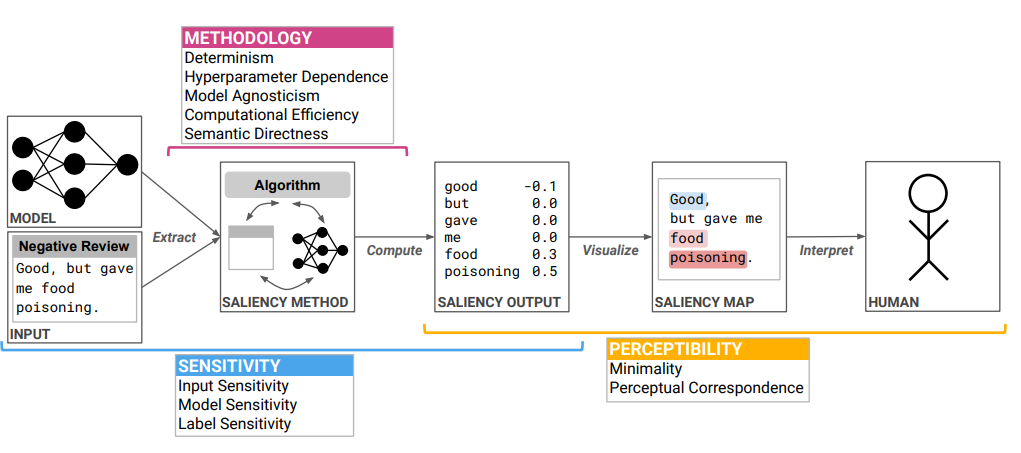 METHODOLOGY
Determinism
Hyperparameter Dependence
Model Agnosticism
Computational Efficiency
Semantic Directness
MODEL
Negative Review
Good, but gave
me food
poisoning.
INPUT
Extract
Algorithm
SALIENCY METHOD
Compute
good -0.1
but 0.0
gave 0.0
me 0.0
food 0.3
poisoning 0.5
SALIENCY OUTPUT
Visualize
Good,
but gave me
food
poisoning.
SALIENCY MAP
Interpret
HUMAN
SENSITIVITY
Input Sensitivity
Model Sensitivity
Label Sensitivity
PERCEPTIBILITY
Minimality
Perceptual Correspondence